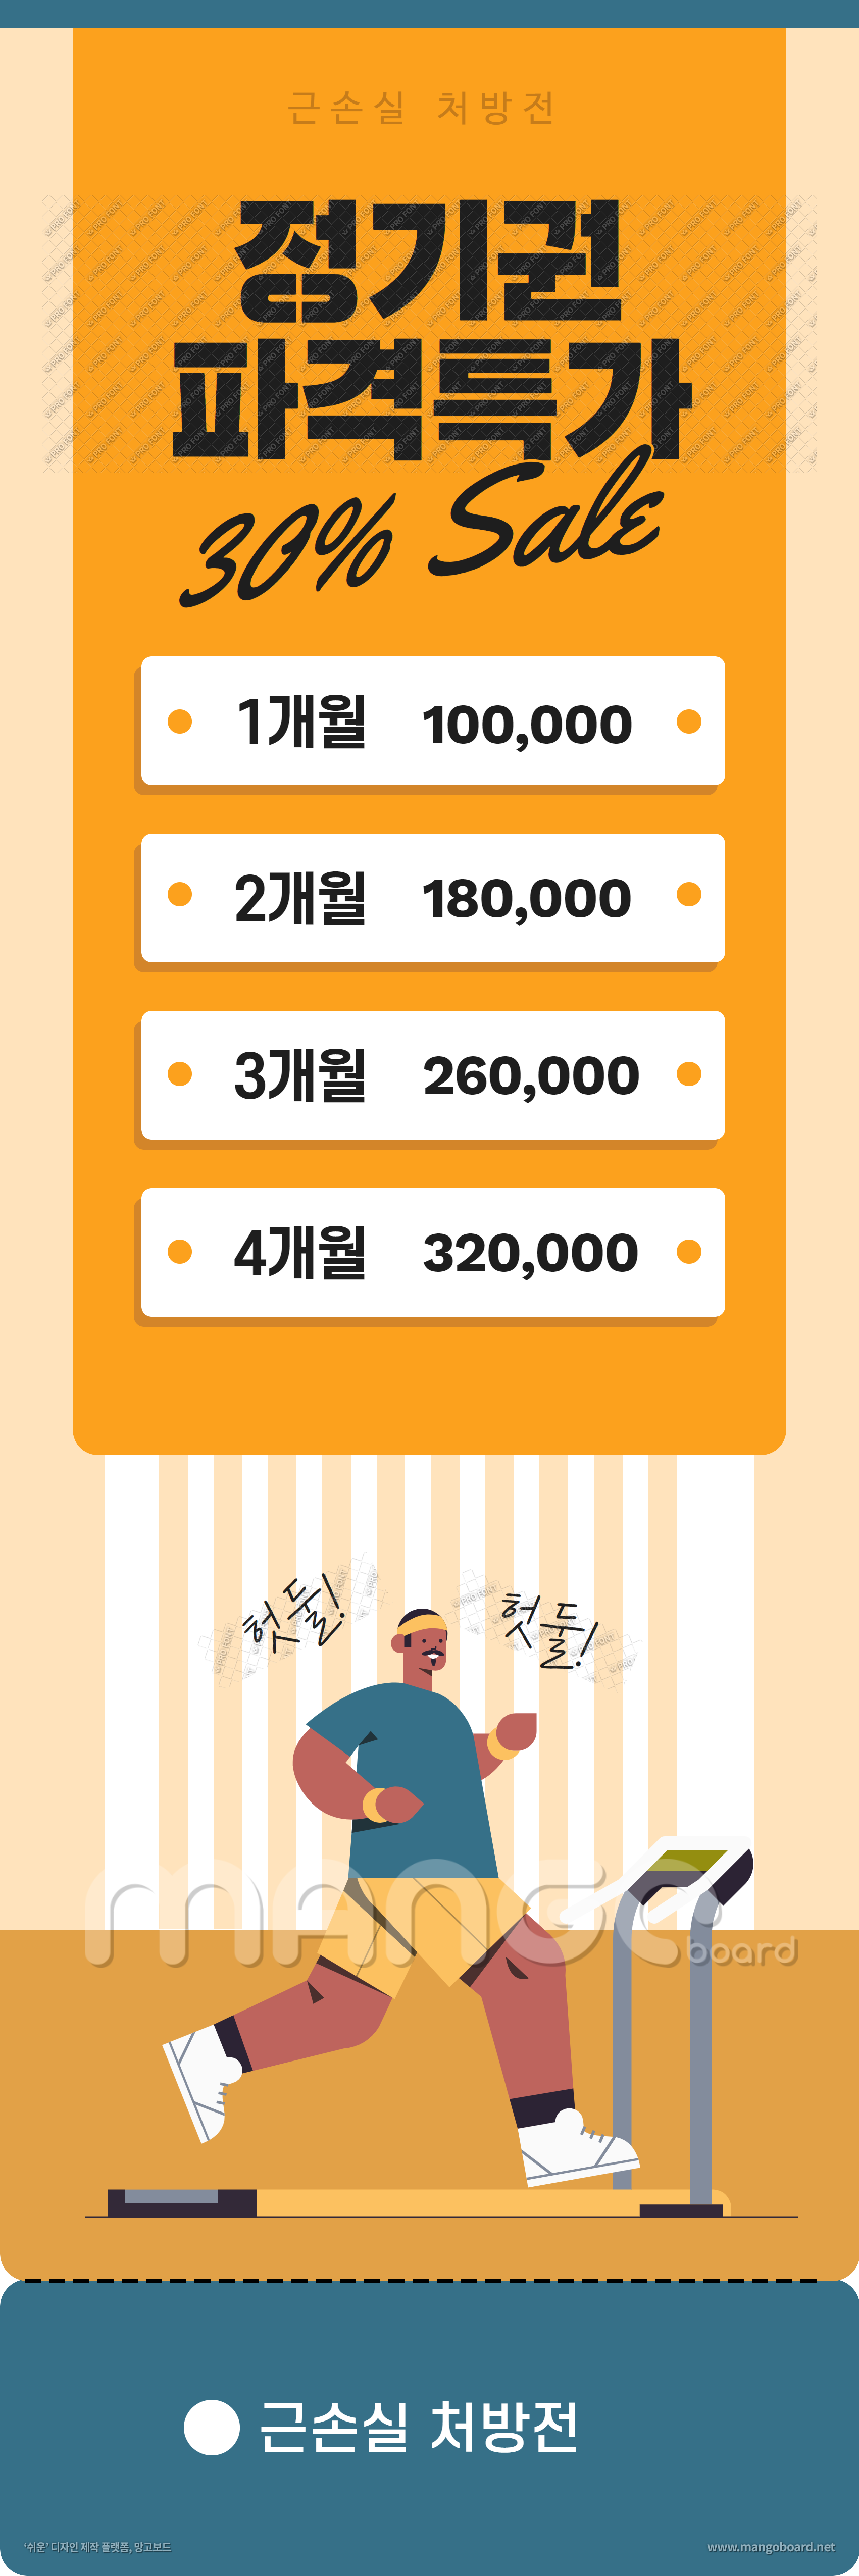 근손실 처방전
정기권
파격특가
30% Sale
1개월 100,000
2개월 180,000
3개월 260,000
4개월 320,000
헛둘! 헛둘!
mango board
근손실 처방전
‘쉬운’ 디자인 제작 플랫폼, 망고보드 www.mangoboard.net